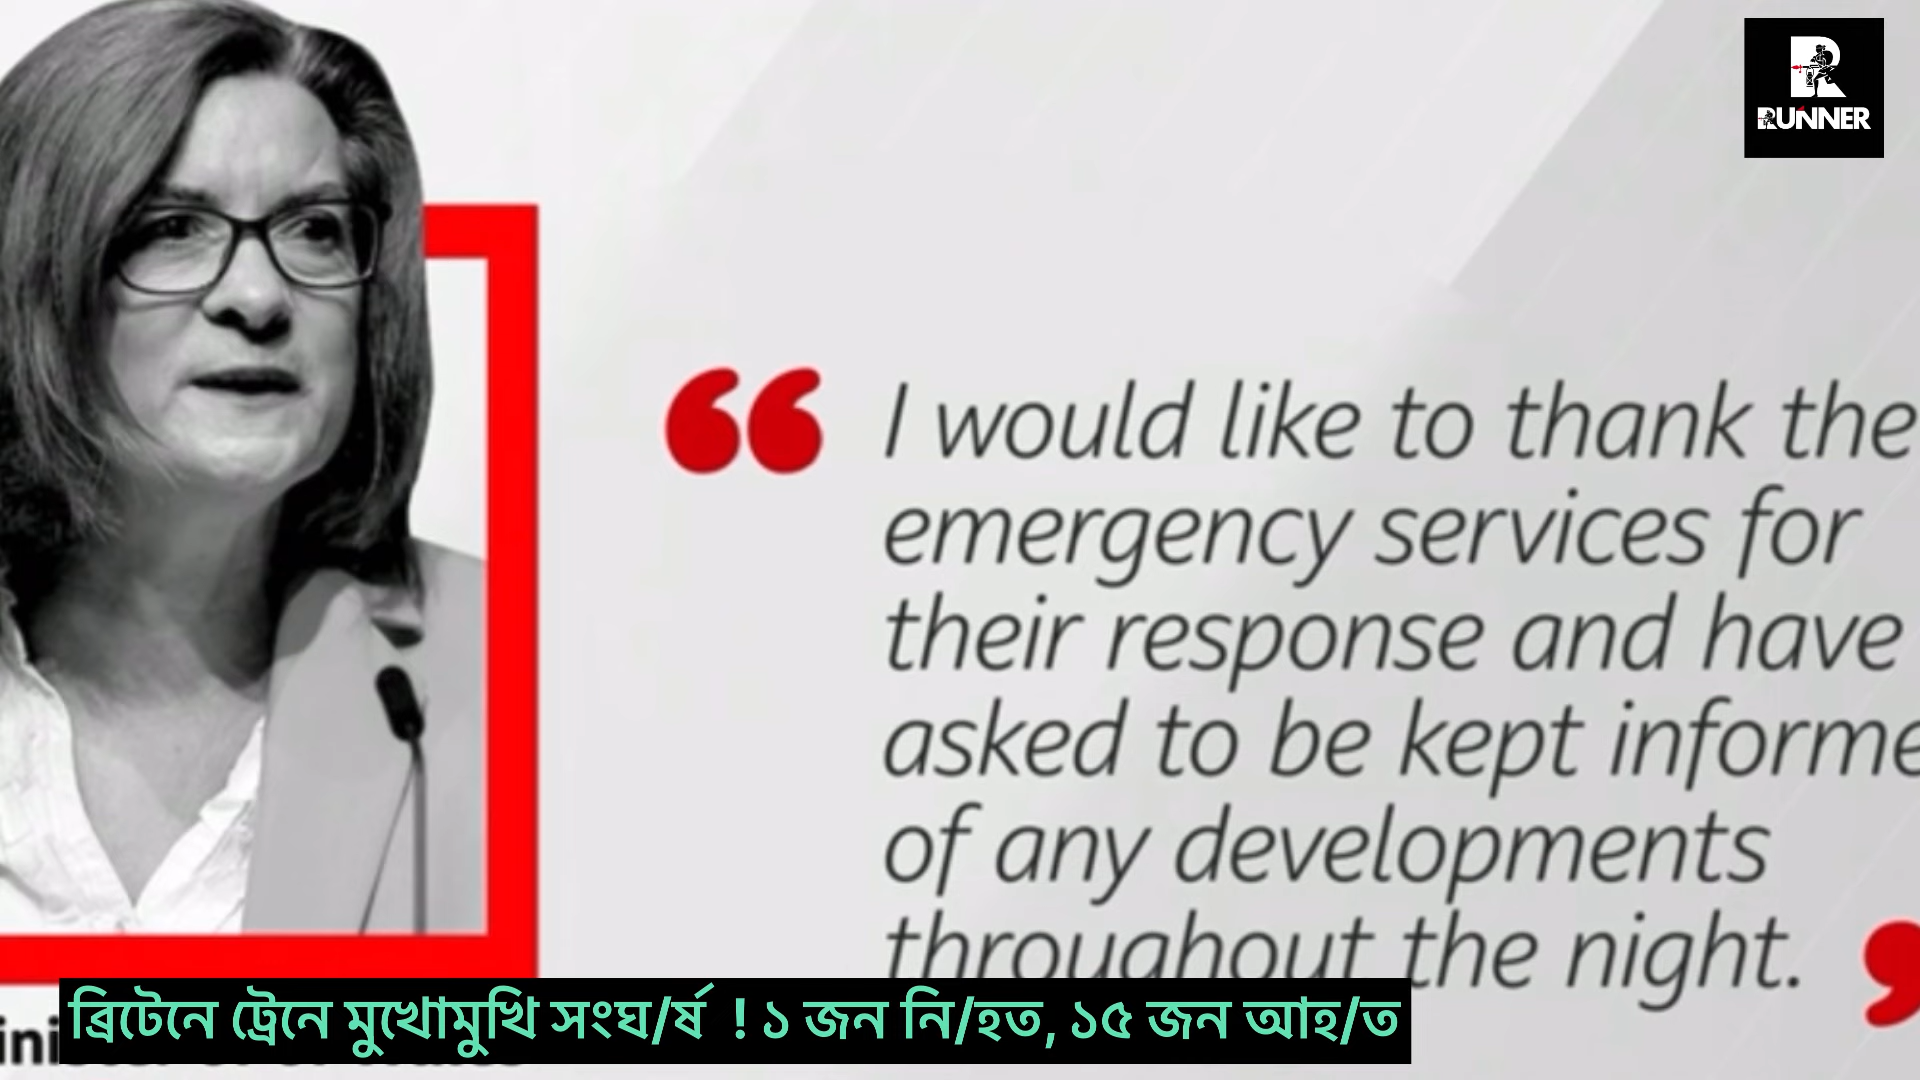 RUNNER
I would like to thank the
emergency services for
their response and have
asked to be kept informe
of any developments
throughout the night.
ব্রিটেনে ট্রেনে মুখোমুখি সংঘ/র্ষ ! ১ জন নি/হত, ১৫ জন আহ/ত